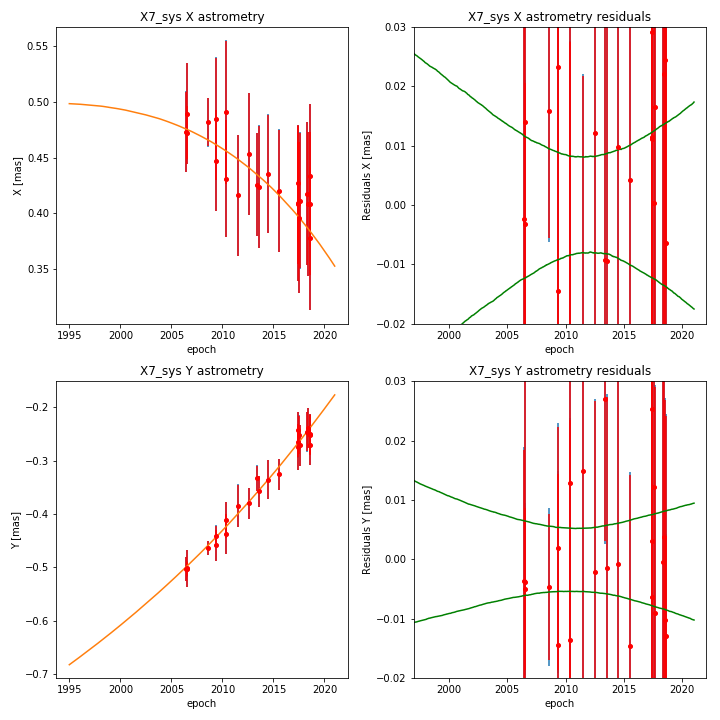 X7_sys X astrometry
X [mas]
0.55
0.50
0.45
0.40
0.35
1995 2000 2005 2010 2015 2020
epoch
X7_sys X astrometry residuals
Residuals X [mas]
0.03
0.02
0.01
0.00
−0.01
−0.02
2000 2005 2010 2015 2020
epoch
X7_sys Y astrometry
Y [mas]
−0.2
−0.3
−0.4
−0.5
−0.6
−0.7
1995 2000 2005 2010 2015 2020
epoch
X7_sys Y astrometry residuals
Residuals Y [mas]
0.03
0.02
0.01
0.00
−0.01
−0.02
2000 2005 2010 2015 2020
epoch